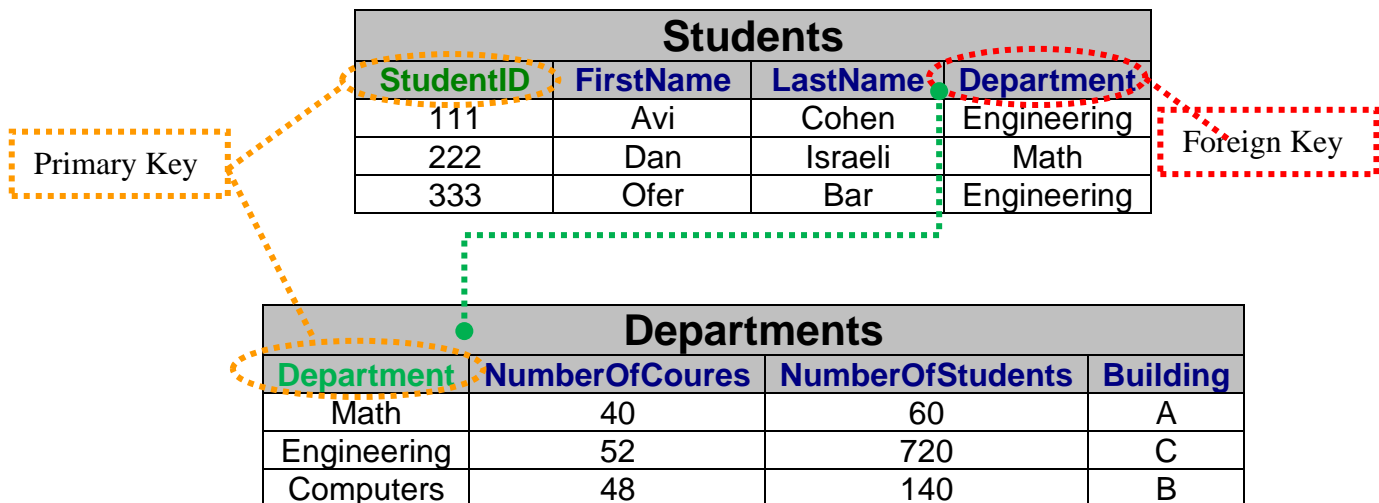 Students
StudentID FirstName LastName Department
111 Avi Cohen Engineering
222 Dan Israeli Math
333 Ofer Bar Engineering
Primary Key
Foreign Key
Departments
Department NumberOfCoures NumberOfStudents Building
Math 40 60 A
Engineering 52 720 C
Computers 48 140 B